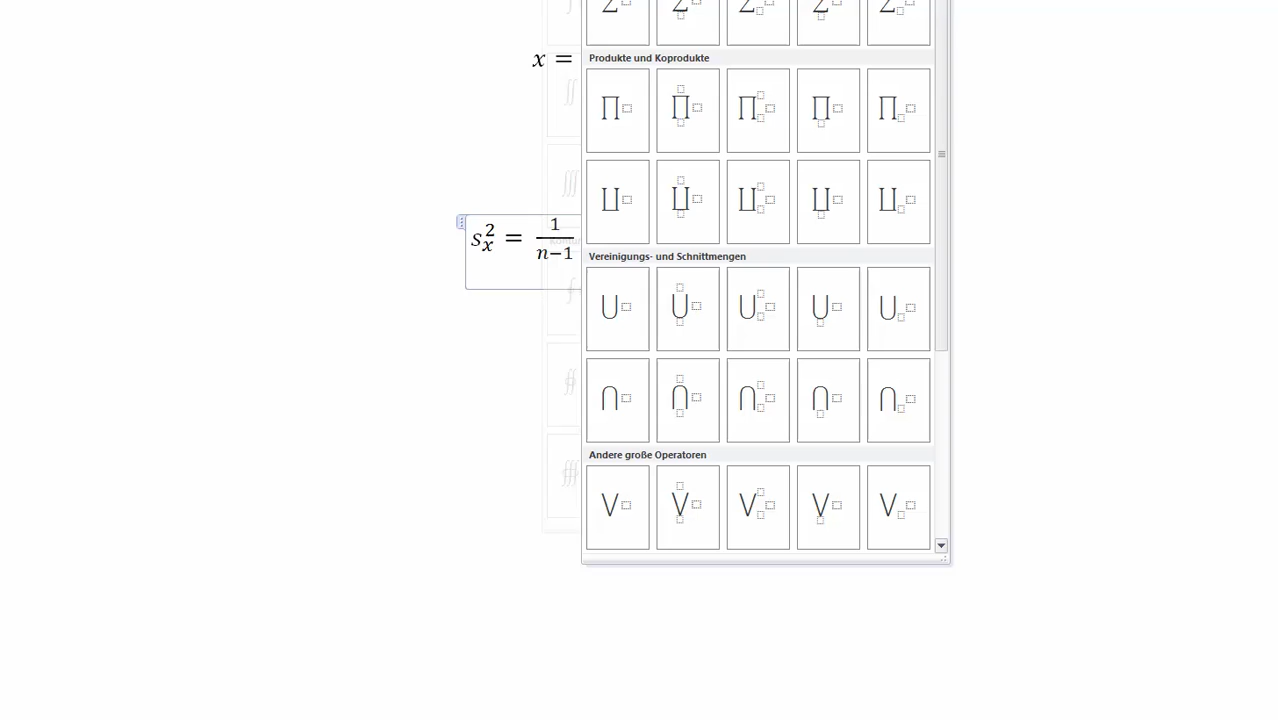 x =
Produkte und Koprodukte
s_x^2 = 1/(n−1)
Vereinigungs- und Schnittmengen
Andere große Operatoren